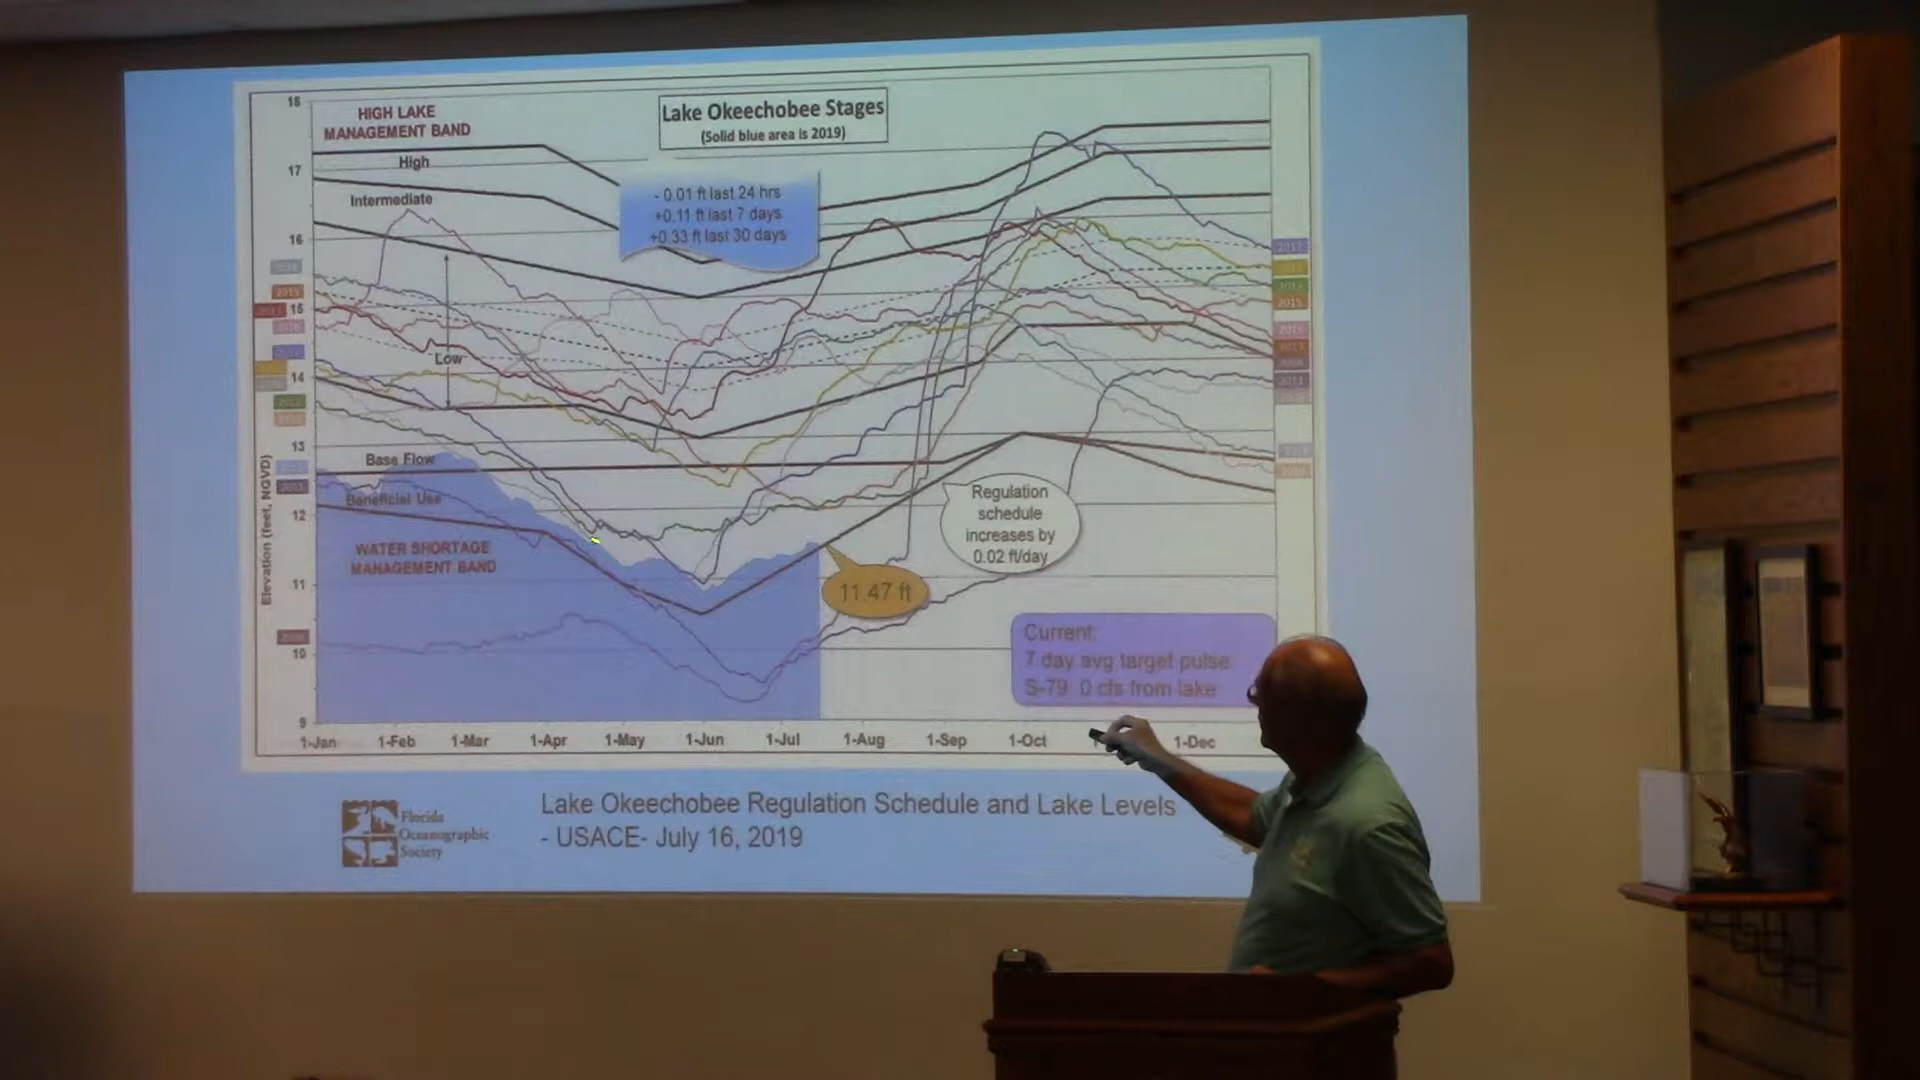 18
HIGH LAKE
MANAGEMENT BAND
Lake Okeechobee Stages
(Solid blue area is 2019)
High
17
- 0.01 ft last 24 hrs
+0.11 ft last 7 days
+0.33 ft last 30 days
Intermediate
16
15
2015
Low
14
13
Base Flow
Beneficial Use
12
Regulation
schedule
increases by
0.02 ft/day
WATER SHORTAGE
MANAGEMENT BAND
Elevation (feet, NGVD)
11
11.47 ft
10
Current:
7 day avg target pulse:
S-79 0 cfs from lake
9
1-Jan 1-Feb 1-Mar 1-Apr 1-May 1-Jun 1-Jul 1-Aug 1-Sep 1-Oct 1-Dec
Florida
Oceanographic
Society
Lake Okeechobee Regulation Schedule and Lake Levels
- USACE- July 16, 2019